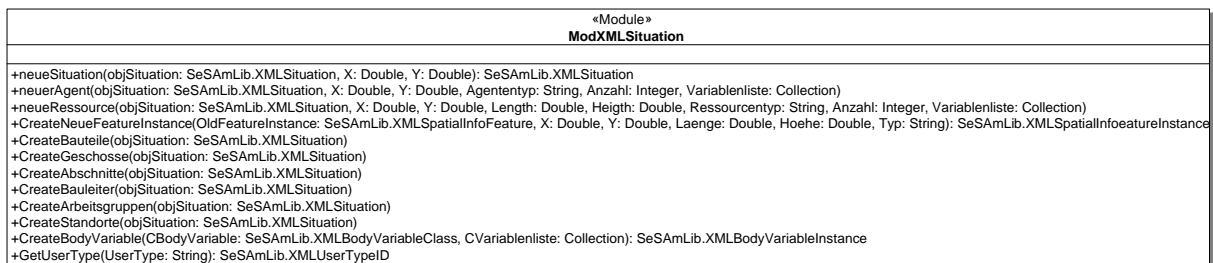 «Module»
ModXMLSituation
+neueSituation(objSituation: SeSAmLib.XMLSituation, X: Double, Y: Double): SeSAmLib.XMLSituation
+neuerAgent(objSituation: SeSAmLib.XMLSituation, X: Double, Y: Double, Agententyp: String, Anzahl: Integer, Variablenliste: Collection)
+neueRessource(objSituation: SeSAmLib.XMLSituation, X: Double, Y: Double, Length: Double, Heigth: Double, Ressourcentyp: String, Anzahl: Integer, Variablenliste: Collection)
+CreateNeueFeatureInstance(OldFeatureInstance: SeSAmLib.XMLSpatialInfoFeature, X: Double, Y: Double, Laenge: Double, Hoehe: Double, Typ: String): SeSAmLib.XMLSpatialInfoeatureInstance
+CreateBauteile(objSituation: SeSAmLib.XMLSituation)
+CreateGeschosse(objSituation: SeSAmLib.XMLSituation)
+CreateAbschnitte(objSituation: SeSAmLib.XMLSituation)
+CreateBauleiter(objSituation: SeSAmLib.XMLSituation)
+CreateArbeitsgruppen(objSituation: SeSAmLib.XMLSituation)
+CreateStandorte(objSituation: SeSAmLib.XMLSituation)
+CreateBodyVariable(CBodyVariable: SeSAmLib.XMLBodyVariableClass, CVariablenliste: Collection): SeSAmLib.XMLBodyVariableInstance
+GetUserType(UserType: String): SeSAmLib.XMLUserTypeID